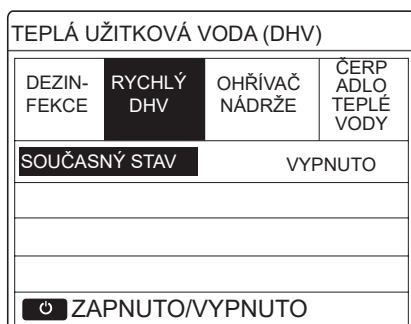 TEPLÁ UŽITKOVÁ VODA (DHV)
DEZIN-
FEKCE
RYCHLÝ
DHV
OHŘÍVAČ
NÁDRŽE
ČERP
ADLO
TEPLÉ
VODY
SOUČASNÝ STAV VYPNUTO
ZAPNUTO/VYPNUTO